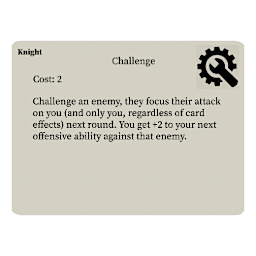 Knight
Challenge
Cost: 2
Challenge an enemy, they focus their attack
on you (and only you, regardless of card
effects) next round. You get +2 to your next
offensive ability against that enemy.